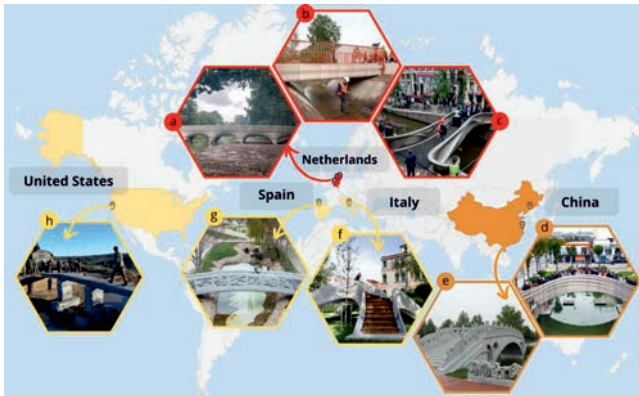 b
a
c
Netherlands
United States
Spain
Italy
China
h
g
f
d
e